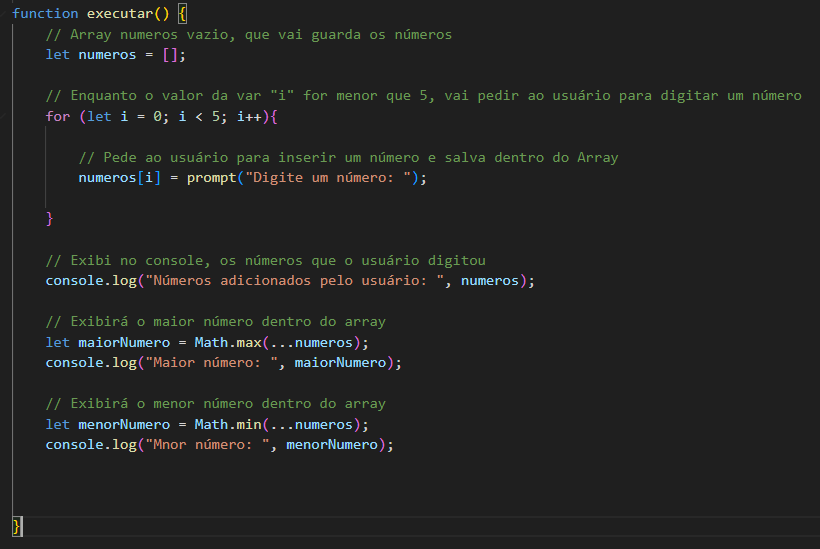 function executar() {
// Array numeros vazio, que vai guarda os números
let numeros = [];
// Enquanto o valor da var "i" for menor que 5, vai pedir ao usuário para digitar um número
for (let i = 0; i < 5; i++){
// Pede ao usuário para inserir um número e salva dentro do Array
numeros[i] = prompt("Digite um número: ");
}
// Exibi no console, os números que o usuário digitou
console.log("Números adicionados pelo usuário: ", numeros);
// Exibirá o maior número dentro do array
let maiorNumero = Math.max(...numeros);
console.log("Maior número: ", maiorNumero);
// Exibirá o menor número dentro do array
let menorNumero = Math.min(...numeros);
console.log("Mnor número: ", menorNumero);
}